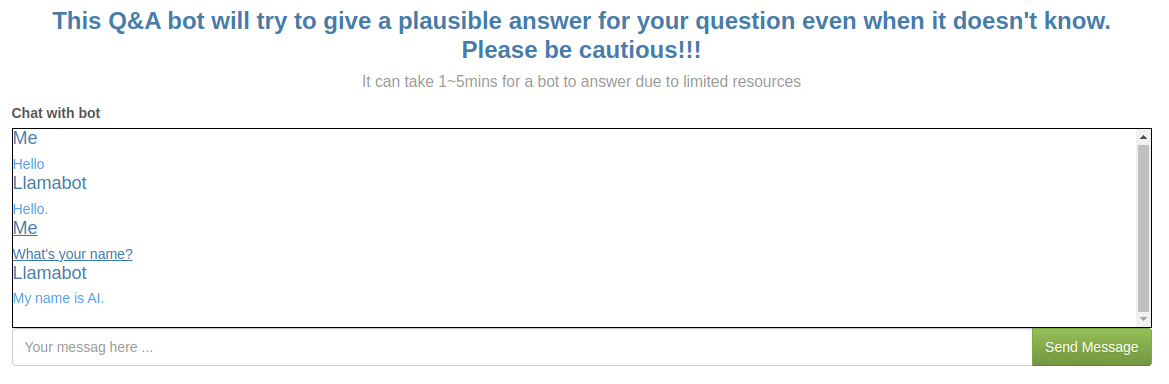 This Q&A bot will try to give a plausible answer for your question even when it doesn't know.
Please be cautious!!!
It can take 1~5mins for a bot to answer due to limited resources
Chat with bot
Me
Hello
Llamabot
Hello.
Me
What's your name?
Llamabot
My name is AI.
Your messag here ...
Send Message